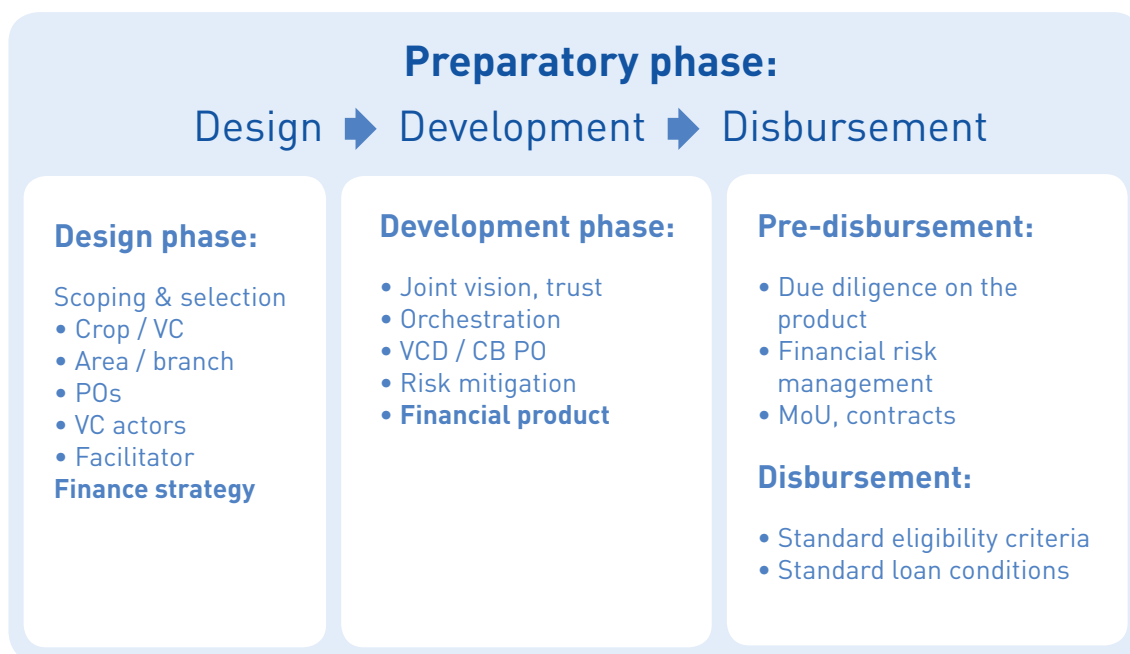 Preparatory phase:
Design Development Disbursement
Design phase:
Scoping & selection
• Crop / VC
• Area / branch
• POs
• VC actors
• Facilitator
Finance strategy
Development phase:
• Joint vision, trust
• Orchestration
• VCD / CB PO
• Risk mitigation
• Financial product
Pre-disbursement:
• Due diligence on the
product
• Financial risk
management
• MoU, contracts
Disbursement:
• Standard eligibility criteria
• Standard loan conditions